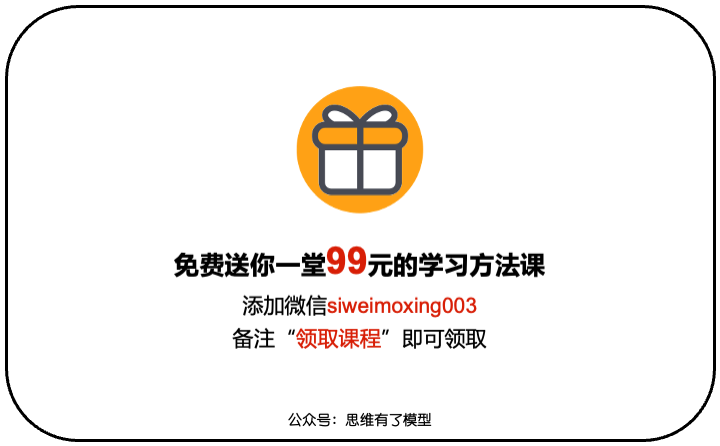 免费送你一堂99元的学习方法课
添加微信siweimoxing003
备注“领取课程”即可领取
公众号：思维有了模型